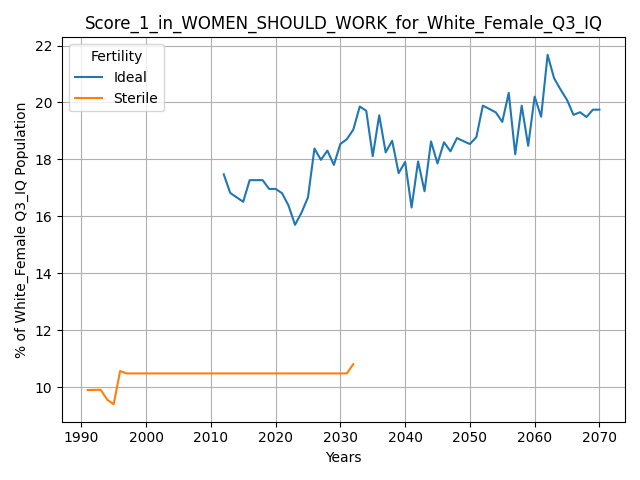 Score_1_in_WOMEN_SHOULD_WORK_for_White_Female_Q3_IQ
Fertility
Ideal
Sterile
% of White_Female Q3_IQ Population
22
20
18
16
14
12
10
1990 2000 2010 2020 2030 2040 2050 2060 2070
Years